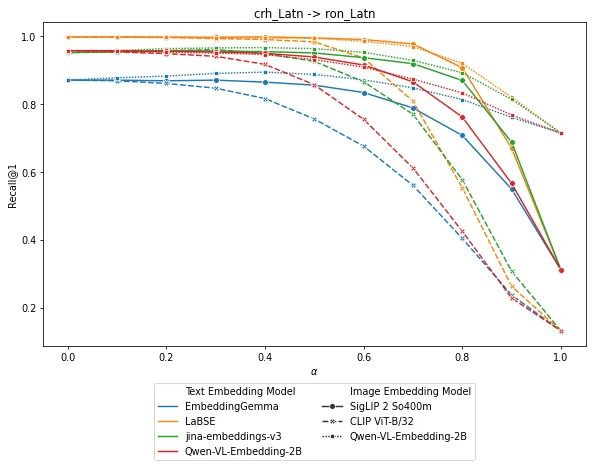 crh_Latn -> ron_Latn
Recall@1
1.0
0.8
0.6
0.4
0.2
0.0 0.2 0.4 0.6 0.8 1.0
α
Text Embedding Model Image Embedding Model
EmbeddingGemma SigLIP 2 So400m
LaBSE CLIP ViT-B/32
jina-embeddings-v3 Qwen-VL-Embedding-2B
Qwen-VL-Embedding-2B